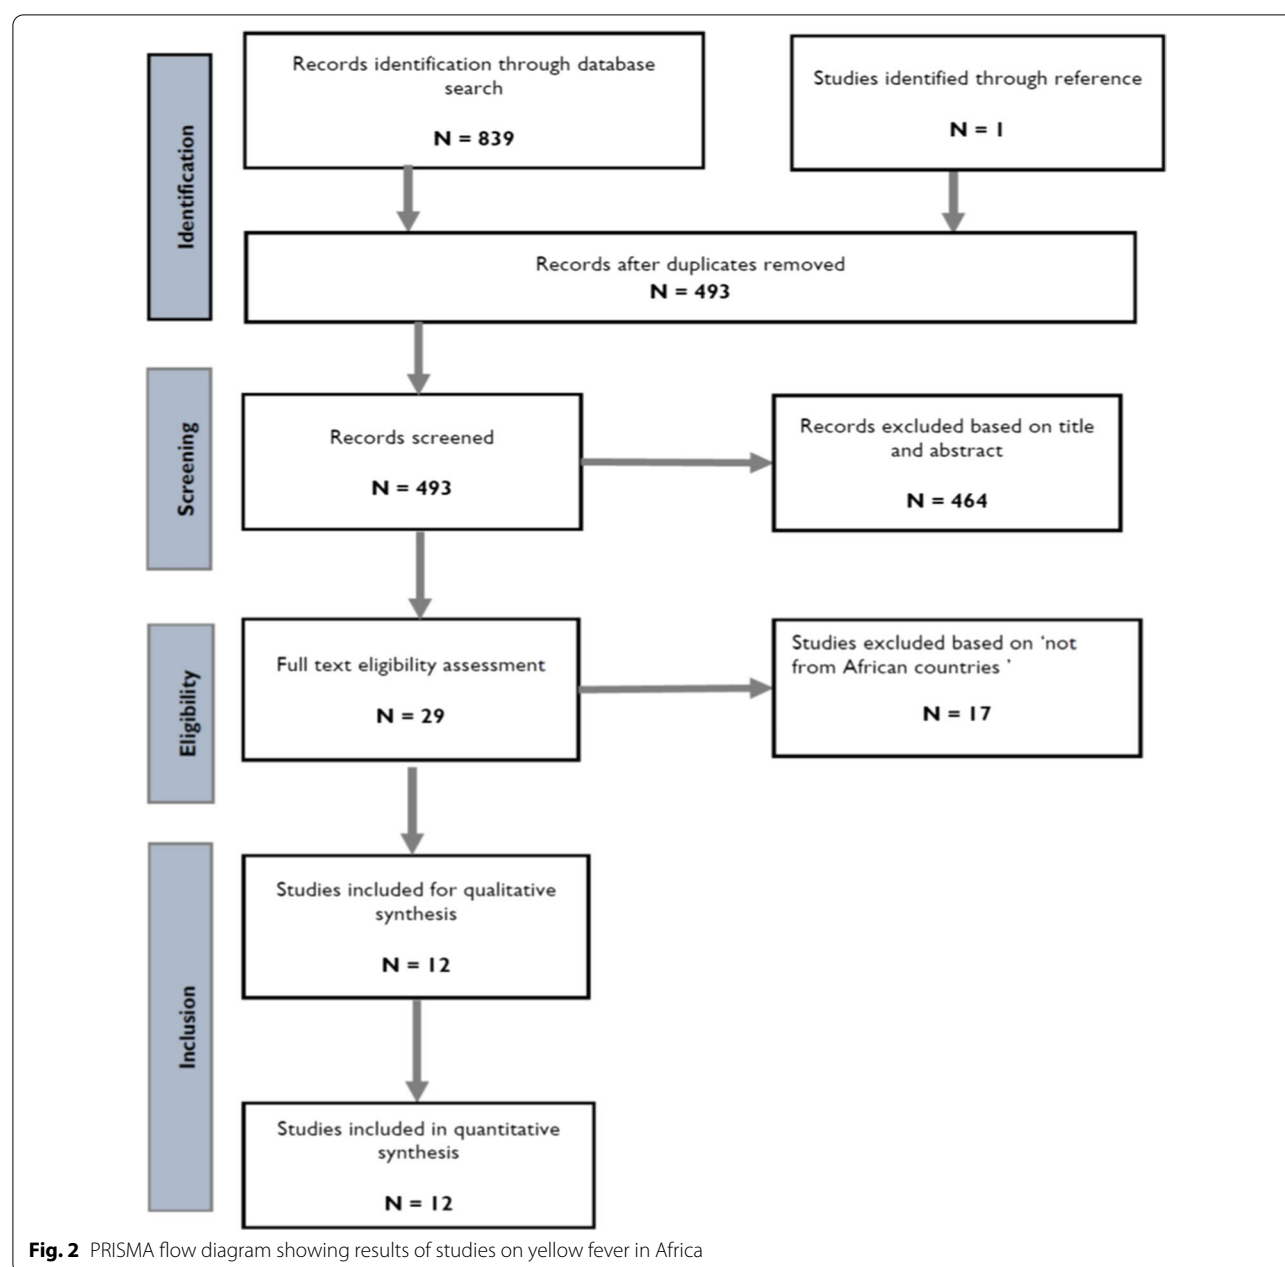 Identification
Records identification through database
search
N = 839
Studies identified through reference
N = 1
Records after duplicates removed
N = 493
Screening
Records screened
N = 493
Records excluded based on title
and abstract
N = 464
Eligibility
Full text eligibility assessment
N = 29
Studies excluded based on 'not
from African countries '
N = 17
Inclusion
Studies included for qualitative
synthesis
N = 12
Studies included in quantitative
synthesis
N = 12
Fig. 2 PRISMA flow diagram showing results of studies on yellow fever in Africa